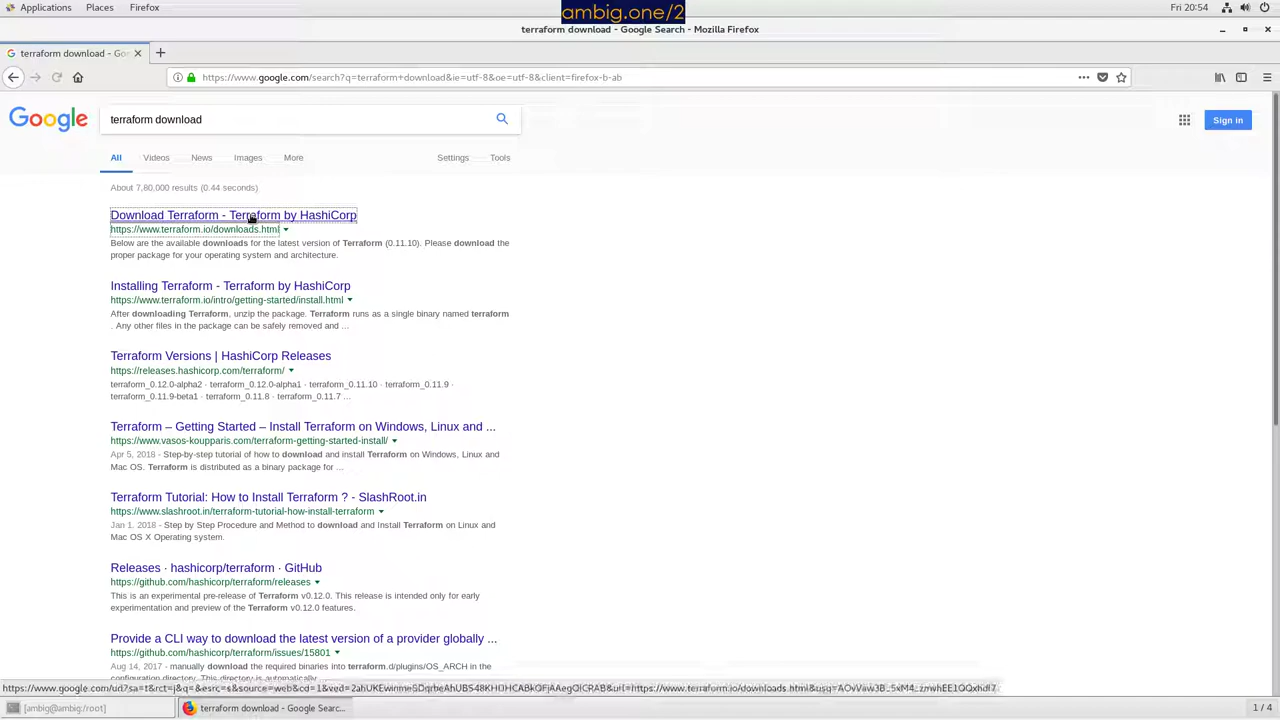 Applications Places Firefox
ambig.one/2
Fri 20:54
terraform download - Google Search - Mozilla Firefox
terraform download - Goo
https://www.google.com/search?q=terraform+download&ie=utf-8&oe=utf-8&client=firefox-b-ab
Google
terraform download
Sign in
All Videos News Images More Settings Tools
About 7,80,000 results (0.44 seconds)
Download Terraform - Terraform by HashiCorp
https://www.terraform.io/downloads.html
Below are the available downloads for the latest version of Terraform (0.11.10). Please download the
proper package for your operating system and architecture.
Installing Terraform - Terraform by HashiCorp
https://www.terraform.io/intro/getting-started/install.html
After downloading Terraform, unzip the package. Terraform runs as a single binary named terraform
. Any other files in the package can be safely removed and ...
Terraform Versions | HashiCorp Releases
https://releases.hashicorp.com/terraform/
terraform_0.12.0-alpha2 · terraform_0.12.0-alpha1 · terraform_0.11.10 · terraform_0.11.9 ·
terraform_0.11.9-beta1 · terraform_0.11.8 · terraform_0.11.7 ...
Terraform – Getting Started – Install Terraform on Windows, Linux and ...
https://www.vasos-koupparis.com/terraform-getting-started-install/
Apr 5, 2018 - Step-by-step tutorial of how to download and install Terraform on Windows, Linux and
Mac OS. Terraform is distributed as a binary package for ...
Terraform Tutorial: How to Install Terraform ? - SlashRoot.in
https://www.slashroot.in/terraform-tutorial-how-install-terraform
Jan 1, 2018 - Step by Step Procedure and Method to download and Install Terraform on Linux and
Mac OS X Operating system.
Releases · hashicorp/terraform · GitHub
https://github.com/hashicorp/terraform/releases
This is an experimental pre-release of Terraform v0.12.0. This release is intended only for early
experimentation and preview of the Terraform v0.12.0 features.
Provide a CLI way to download the latest version of a provider globally ...
https://github.com/hashicorp/terraform/issues/15801
Aug 14, 2017 - manually download the required binaries into terraform.d/plugins/OS_ARCH in the
configuration directory. This directory is automatically
[ambig@ambig:/root]
terraform download - Google Searc...
1 / 4